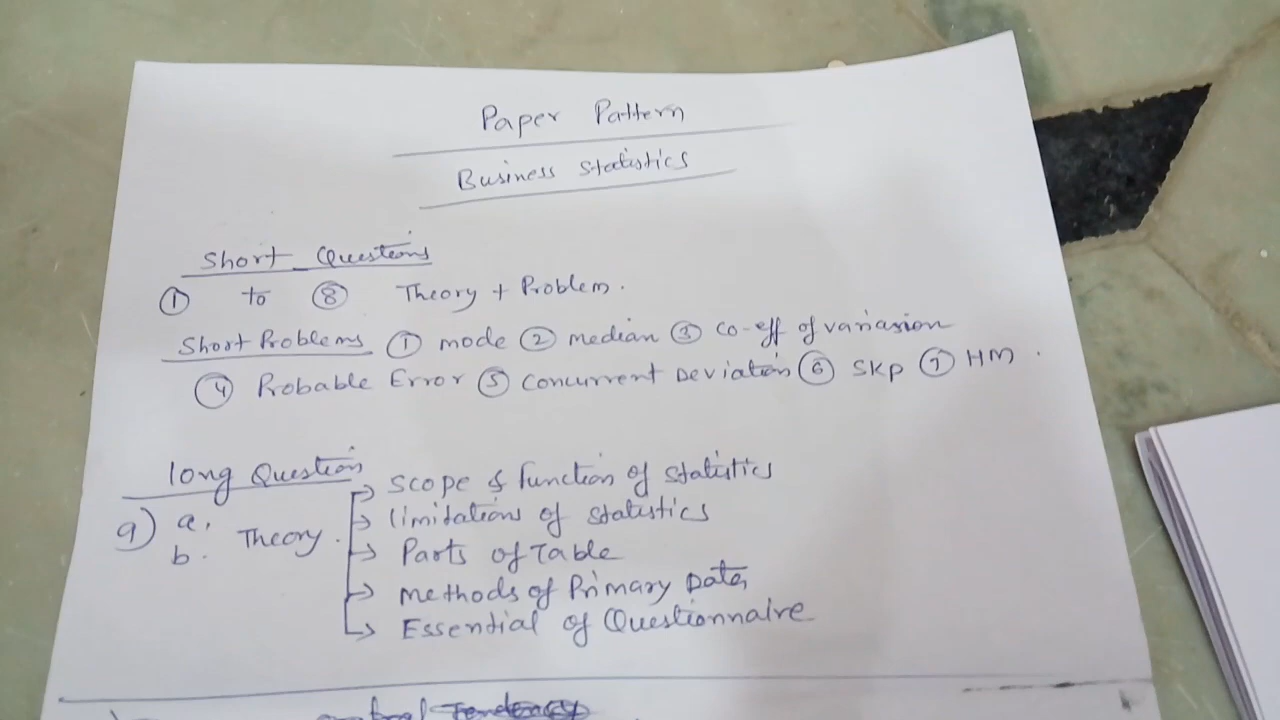 Paper Pattern
Business Statistics
Short Questions
① to ⑧ Theory + Problem.
Short Problems ① mode ② median ③ co-eff of variasion
④ Probable Error ⑤ concurrent Deviation ⑥ SKp ⑦ HM.
long Question
9) a. b. Theory.
→ scope & function of statistics
→ limitations of statistics
→ Parts of Table
→ methods of Primary Data
→ Essential of Questionnaire
Tendency